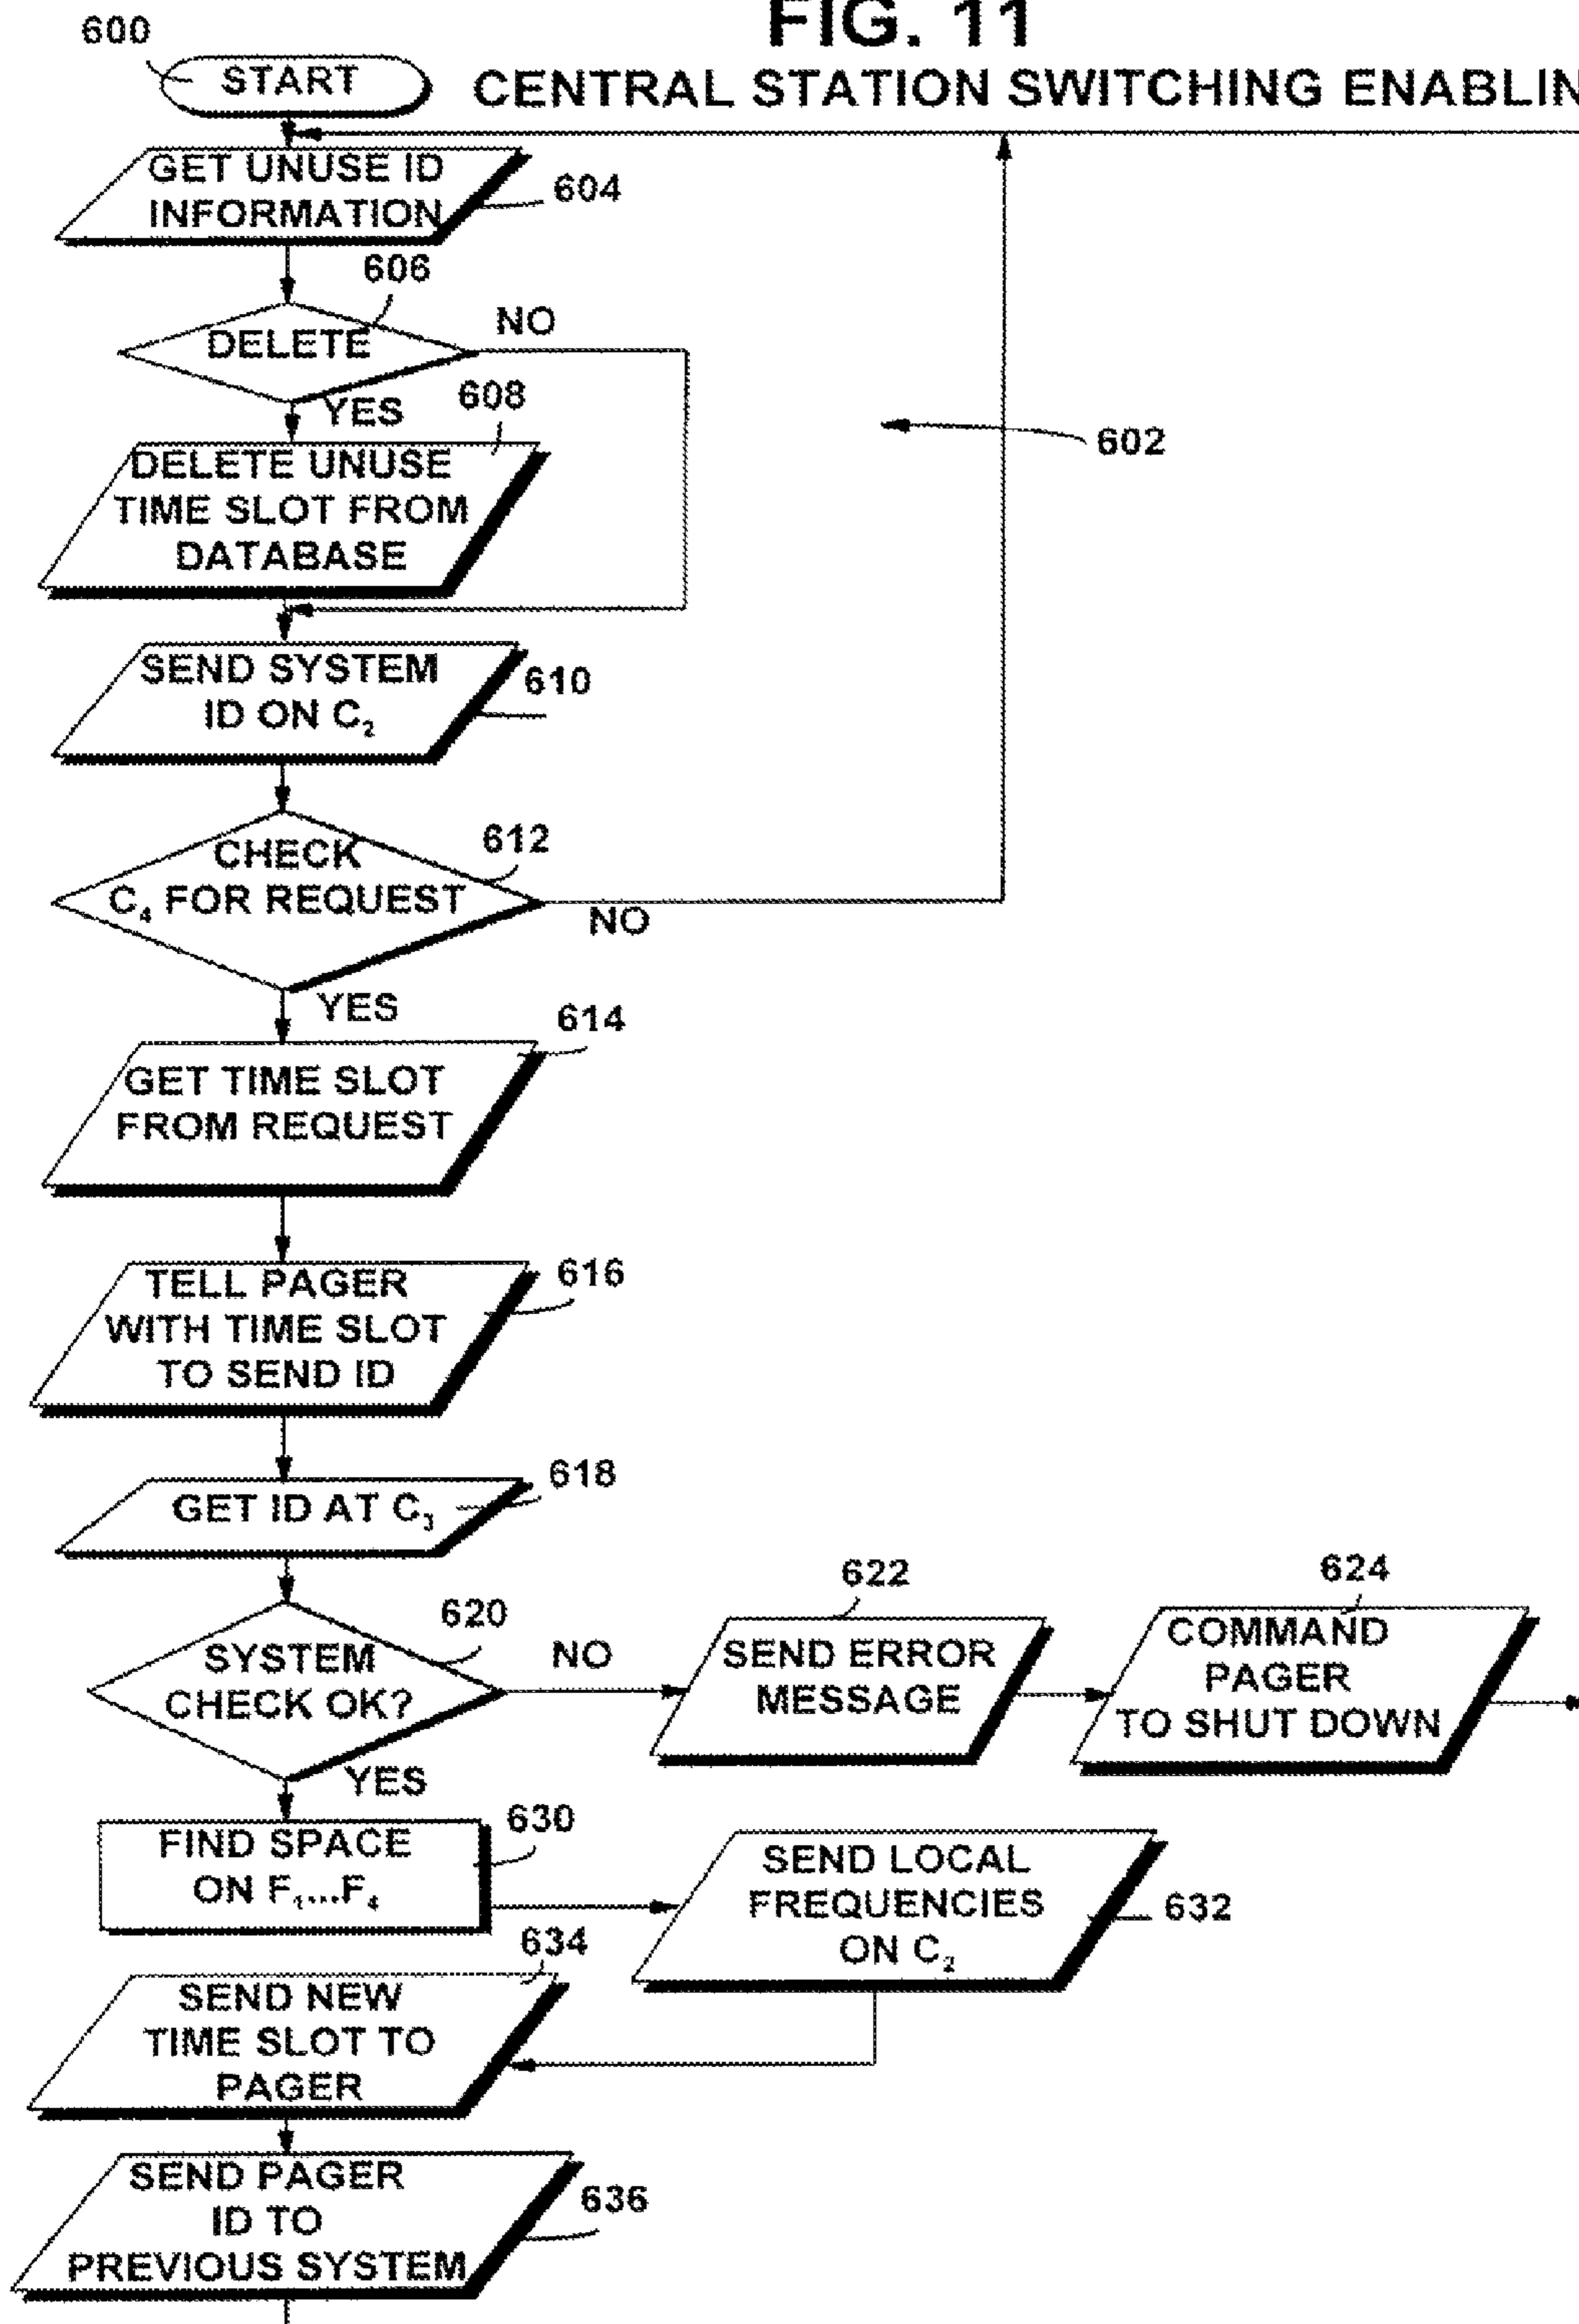 FIG. 11
600
START
CENTRAL STATION SWITCHING ENABLIN
GET UNUSE ID
INFORMATION
604
606
DELETE
NO
YES
608
602
DELETE UNUSE
TIME SLOT FROM
DATABASE
SEND SYSTEM
ID ON C₂
610
CHECK
C₄ FOR REQUEST
612
NO
YES
614
GET TIME SLOT
FROM REQUEST
TELL PAGER
WITH TIME SLOT
TO SEND ID
616
GET ID AT C₃
618
620
SYSTEM
CHECK OK?
NO
622
SEND ERROR
MESSAGE
624
COMMAND
PAGER
TO SHUT DOWN
YES
FIND SPACE
ON F₁...F₄
630
SEND LOCAL
FREQUENCIES
ON C₂
632
634
SEND NEW
TIME SLOT TO
PAGER
SEND PAGER
ID TO
PREVIOUS SYSTEM
636